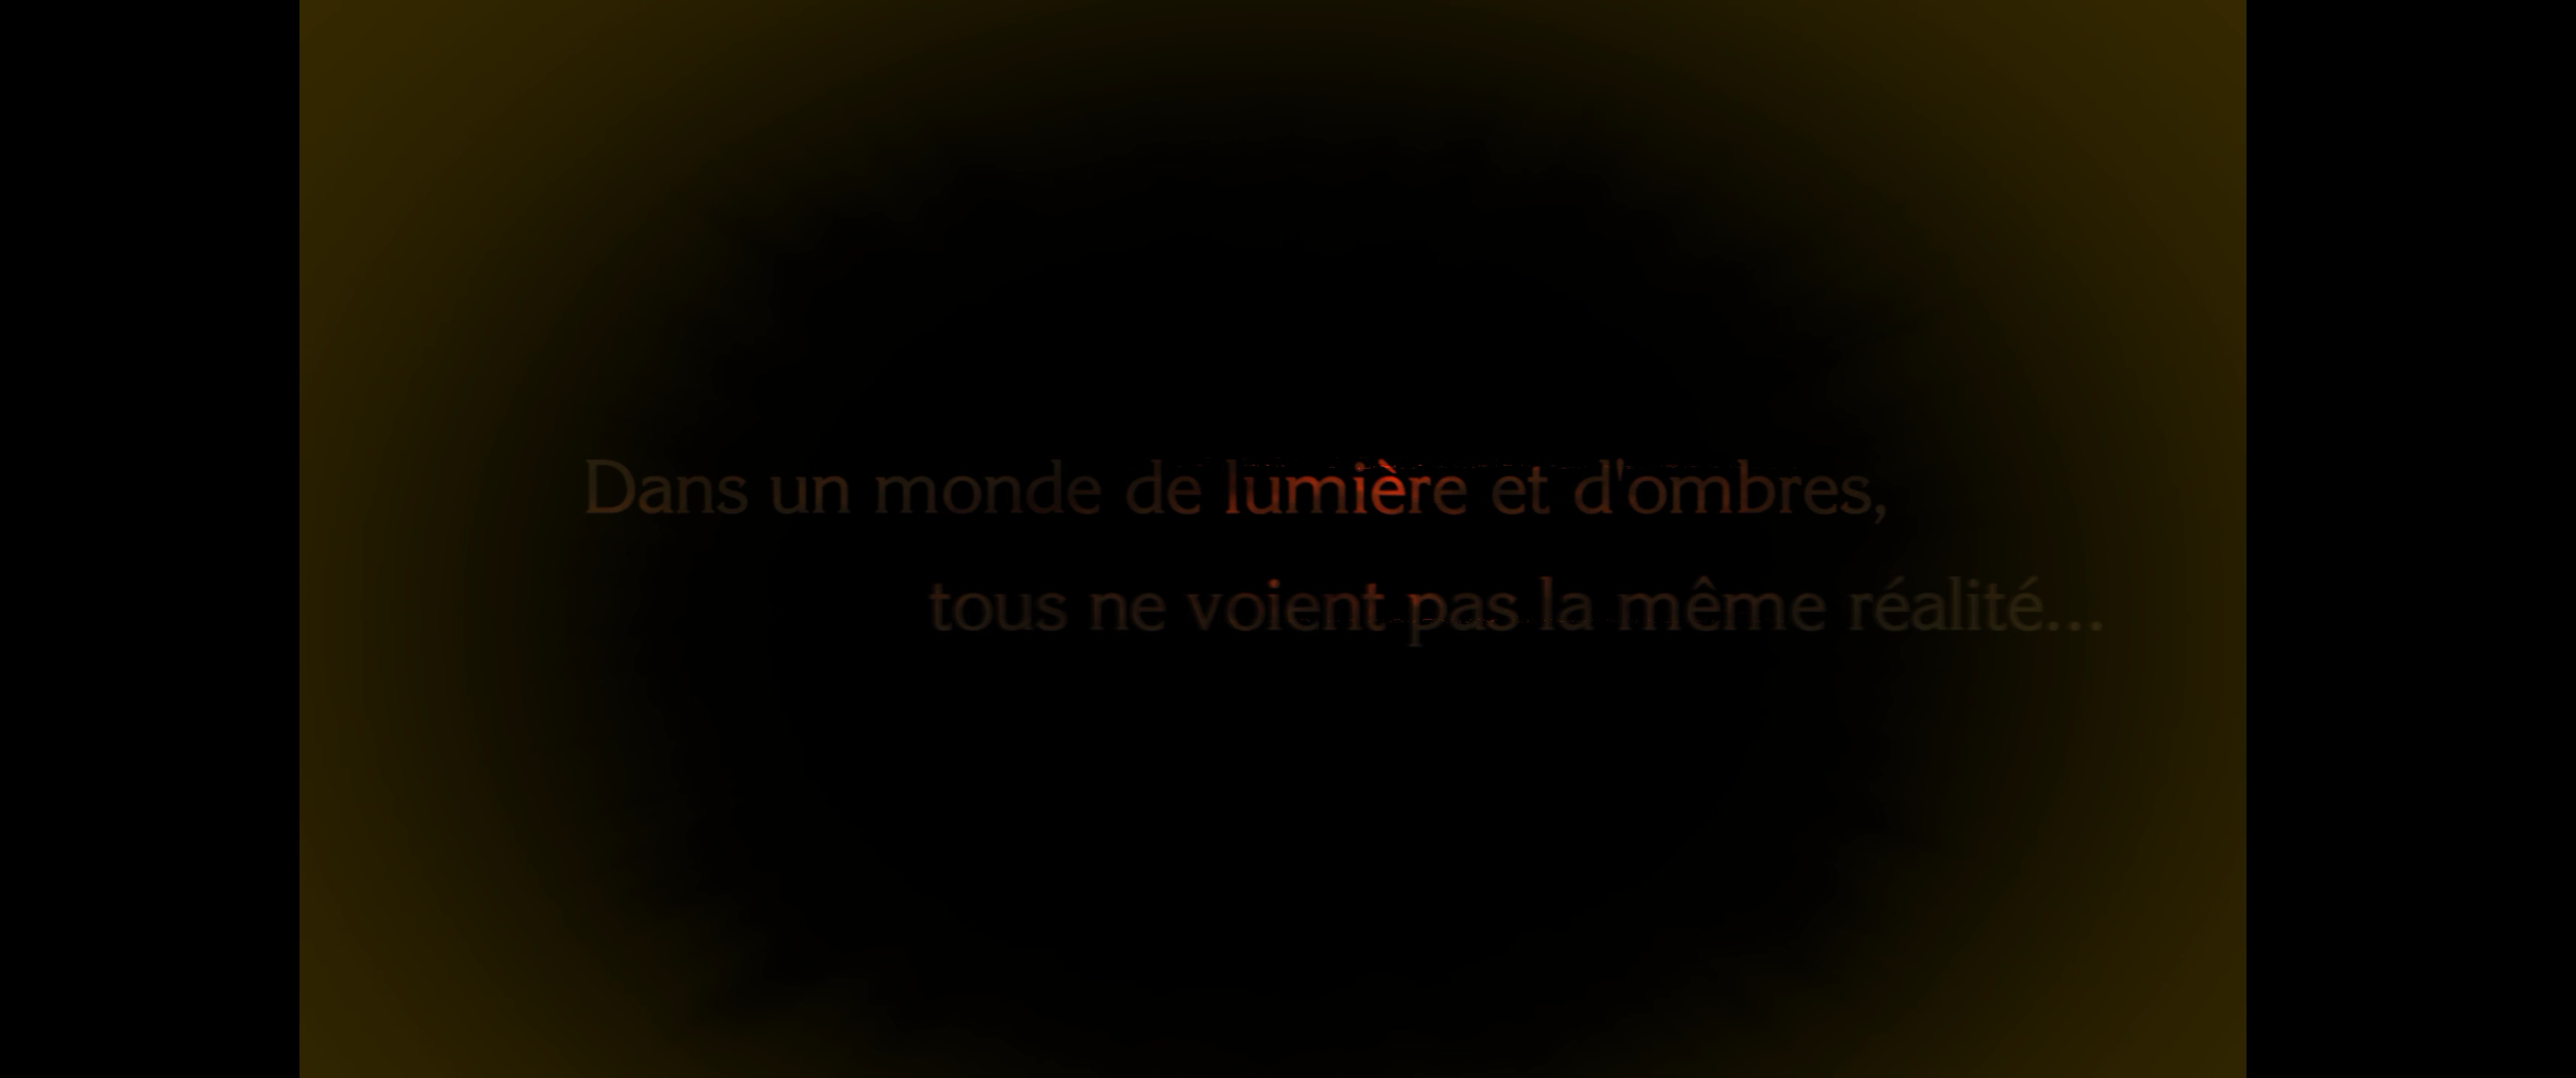 Dans un monde de lumière et d'ombres,
tous ne voient pas la même réalité...